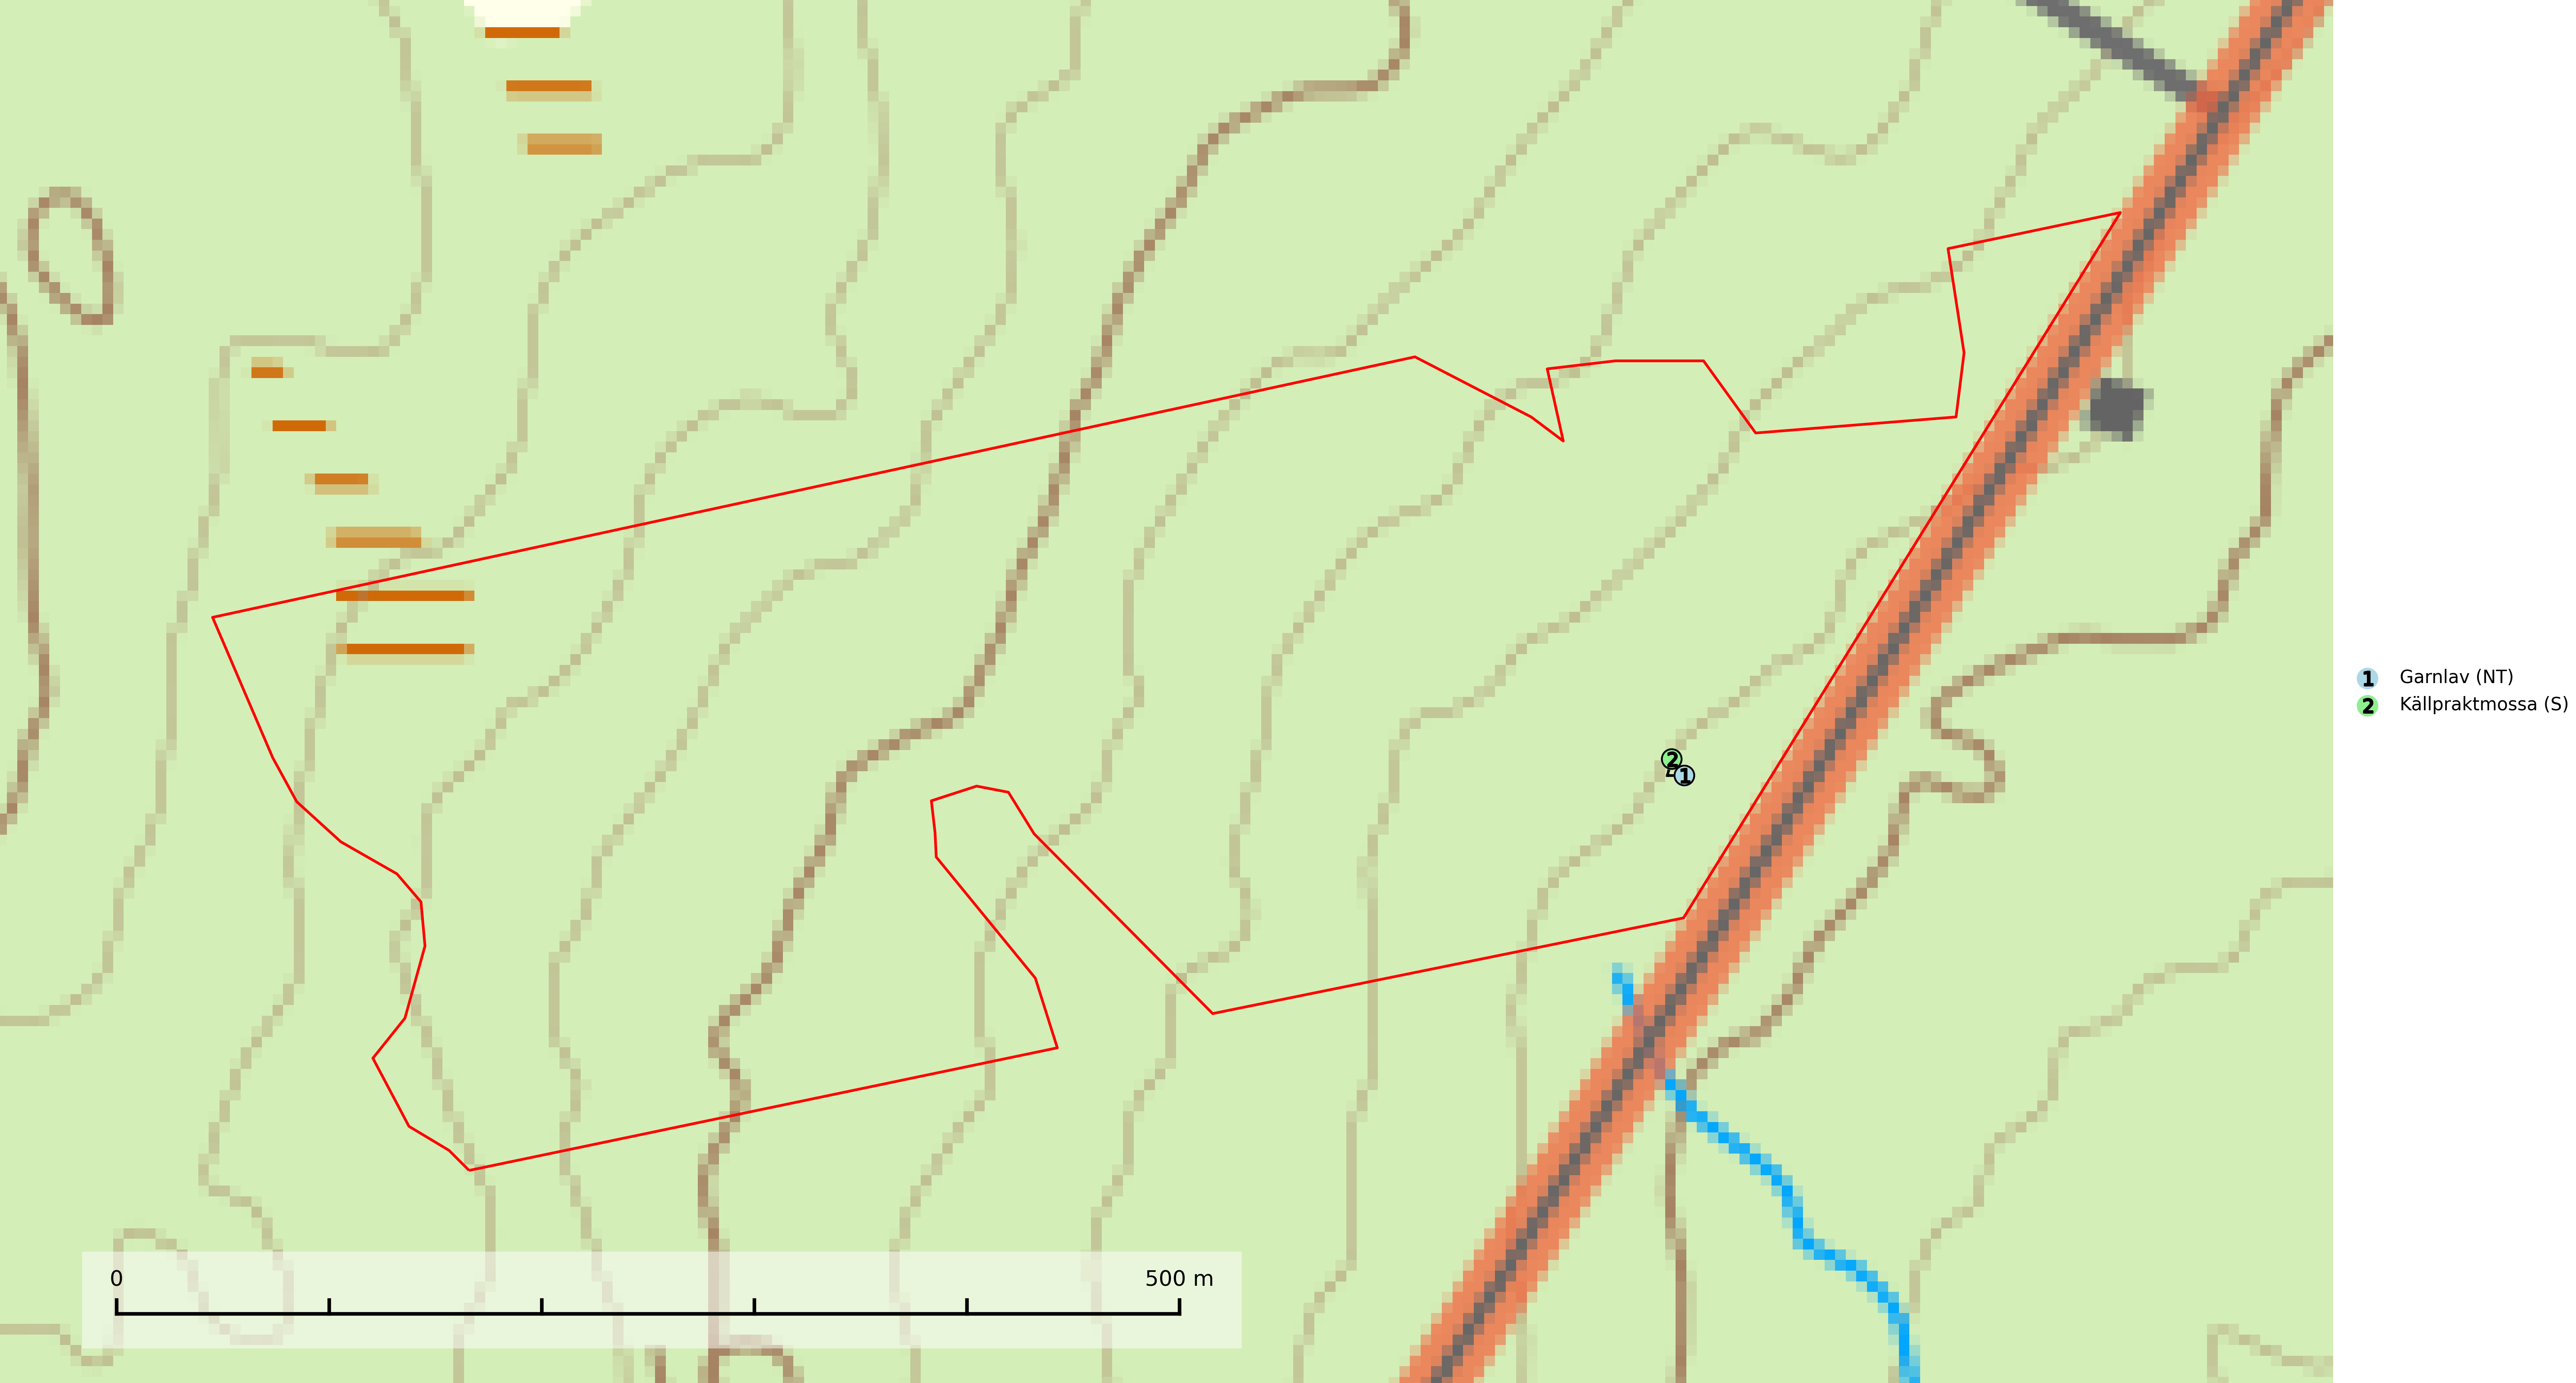 1 Garnlav (NT)
2 Källpraktmossa (S)
2
1
0 500 m